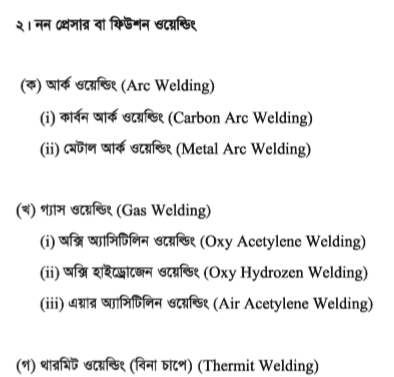 ২। নন প্রেসার বা ফিউশন ওয়েল্ডিং
(ক) আর্ক ওয়েল্ডিং (Arc Welding)
(i) কার্বন আর্ক ওয়েল্ডিং (Carbon Arc Welding)
(ii) মেটাল আর্ক ওয়েল্ডিং (Metal Arc Welding)
(খ) গ্যাস ওয়েল্ডিং (Gas Welding)
(i) অক্সি অ্যাসিটিলিন ওয়েল্ডিং (Oxy Acetylene Welding)
(ii) অক্সি হাইড্রোজেন ওয়েল্ডিং (Oxy Hydrozen Welding)
(iii) এয়ার অ্যাসিটিলিন ওয়েল্ডিং (Air Acetylene Welding)
(গ) থারমিট ওয়েল্ডিং (বিনা চাপে) (Thermit Welding)